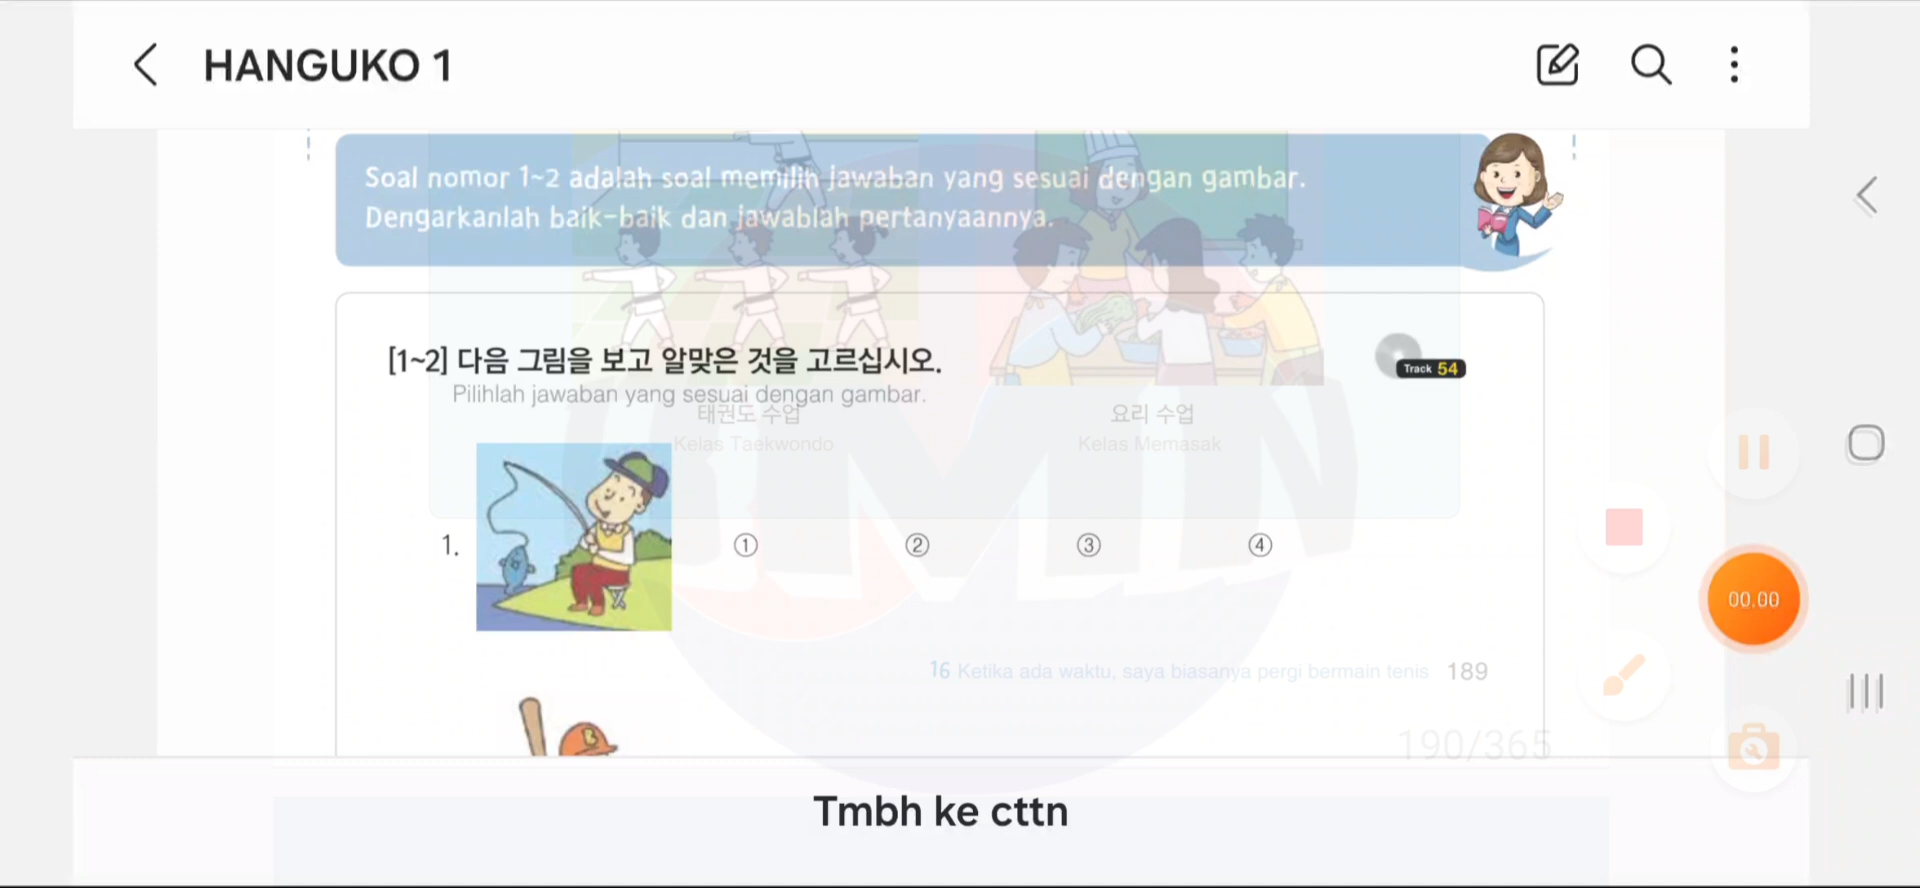 HANGUKO 1
Soal nomor 1~2 adalah soal memilih jawaban yang sesuai dengan gambar.
Dengarkanlah baik-baik dan jawablah pertanyaannya.
[1~2] 다음 그림을 보고 알맞은 것을 고르십시오.
Track 54
Pilihlah jawaban yang sesuai dengan gambar.
태권도 수업
요리 수업
Kelas Taekwondo
Kelas Memasak
BMIN
1. ① ② ③ ④
00.00
16 Ketika ada waktu, saya biasanya pergi bermain tenis 189
B
190/365
Tmbh ke cttn